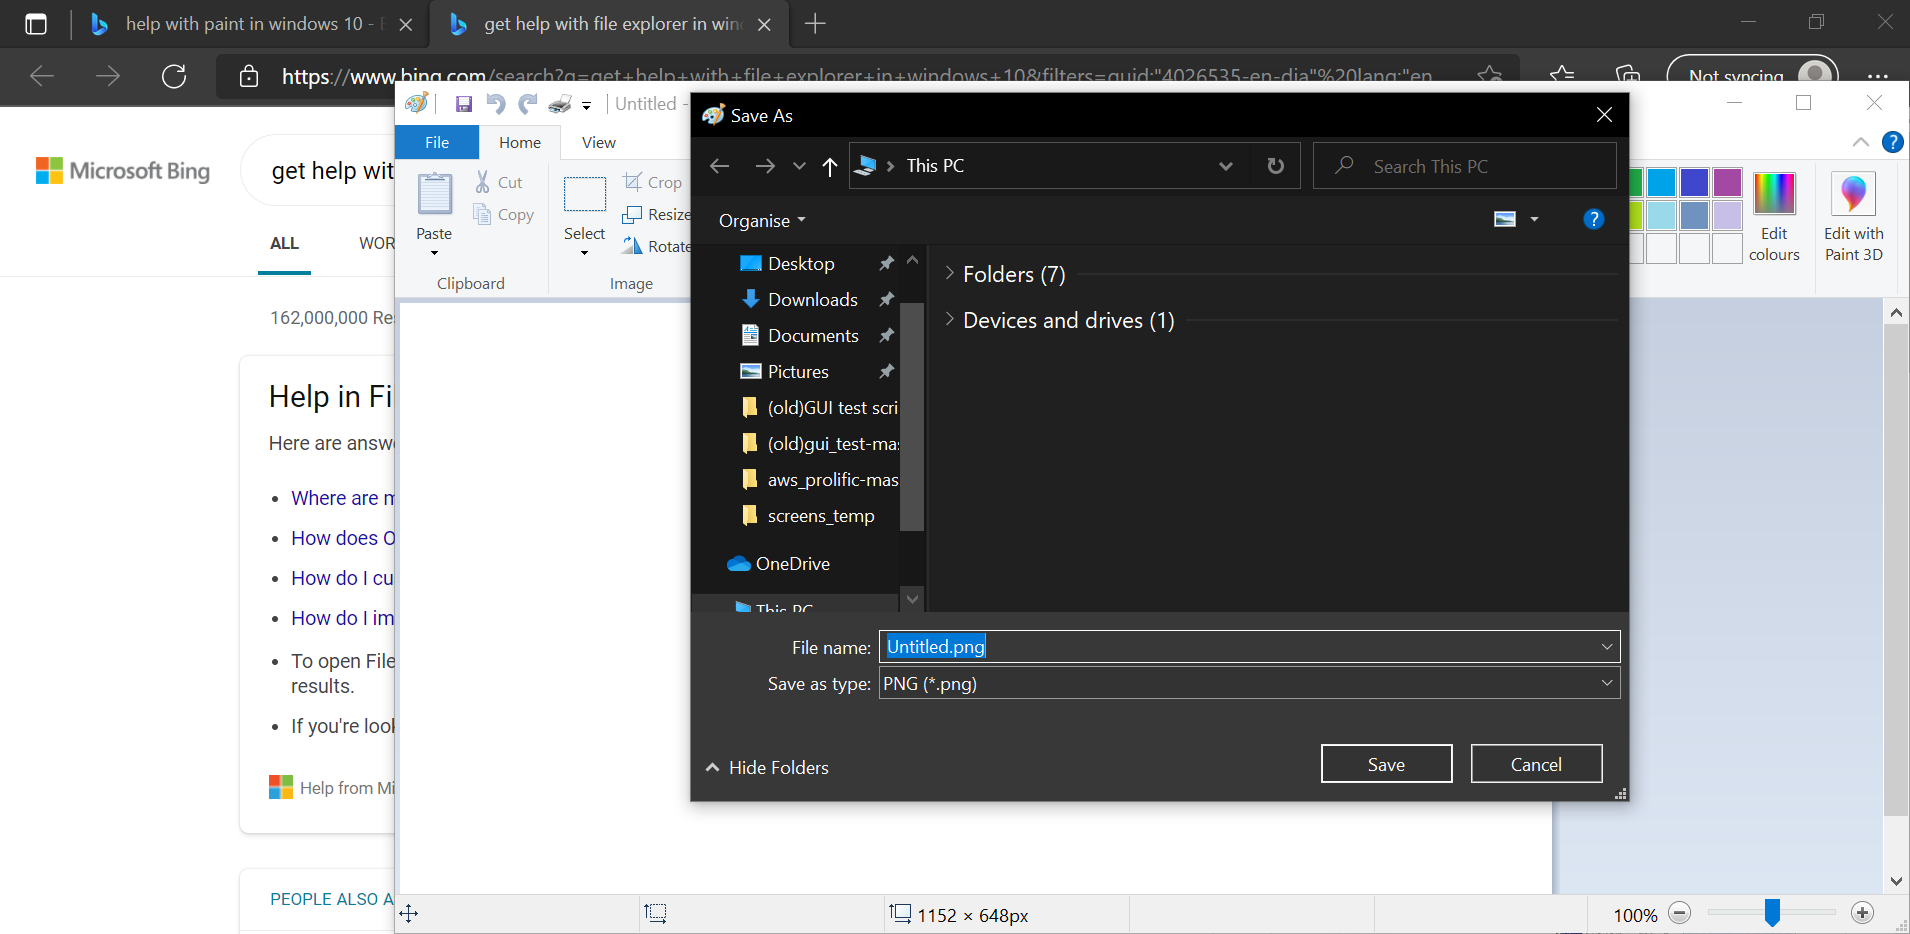 help with paint in windows 10 -
get help with file explorer in win
https://www.bing.com/search?q=get+help+with+file+explorer+in+windows+10&filters=guid:"4026535-en-dia"%20lang:"en
Not syncing
Microsoft Bing
get help wit
ALL
WOR
162,000,000 Re
Help in Fi
Here are answ
Where are m
How does O
How do I cu
How do I im
To open File
results.
If you're loo
Help from Mi
PEOPLE ALSO A
Untitled -
File
Home
View
Paste
Cut
Copy
Clipboard
Select
Crop
Resize
Rotate
Image
Edit colours
Edit with Paint 3D
Save As
This PC
Search This PC
Organise
Desktop
Downloads
Documents
Pictures
(old)GUI test scri
(old)gui_test-mas
aws_prolific-mas
screens_temp
OneDrive
This PC
Folders (7)
Devices and drives (1)
File name: Untitled.png
Save as type: PNG (*.png)
Hide Folders
Save
Cancel
1152 × 648px
100%